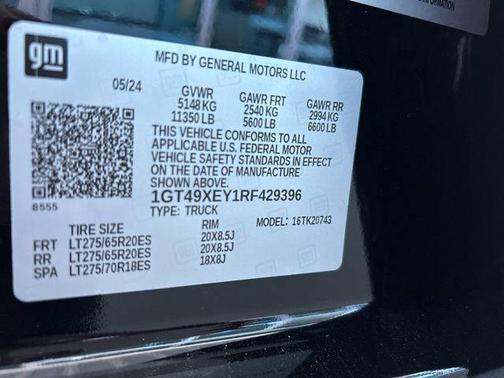 INFORMATION
gm
MFD BY GENERAL MOTORS LLC
05/24 GVWR GAWR FRT GAWR RR
5148 KG 2540 KG 2994 KG
11350 LB 5600 LB 6600 LB
THIS VEHICLE CONFORMS TO ALL
APPLICABLE U.S. FEDERAL MOTOR
VEHICLE SAFETY STANDARDS IN EFFECT
ON THE DATE OF MANUFACTURE
1GT49XEY1RF429396
8555 TYPE: TRUCK MODEL: 16TK20743
TIRE SIZE RIM
FRT LT275/65R20ES 20X8.5J
RR LT275/65R20ES 20X8.5J
SPA LT275/70R18ES 18X8J